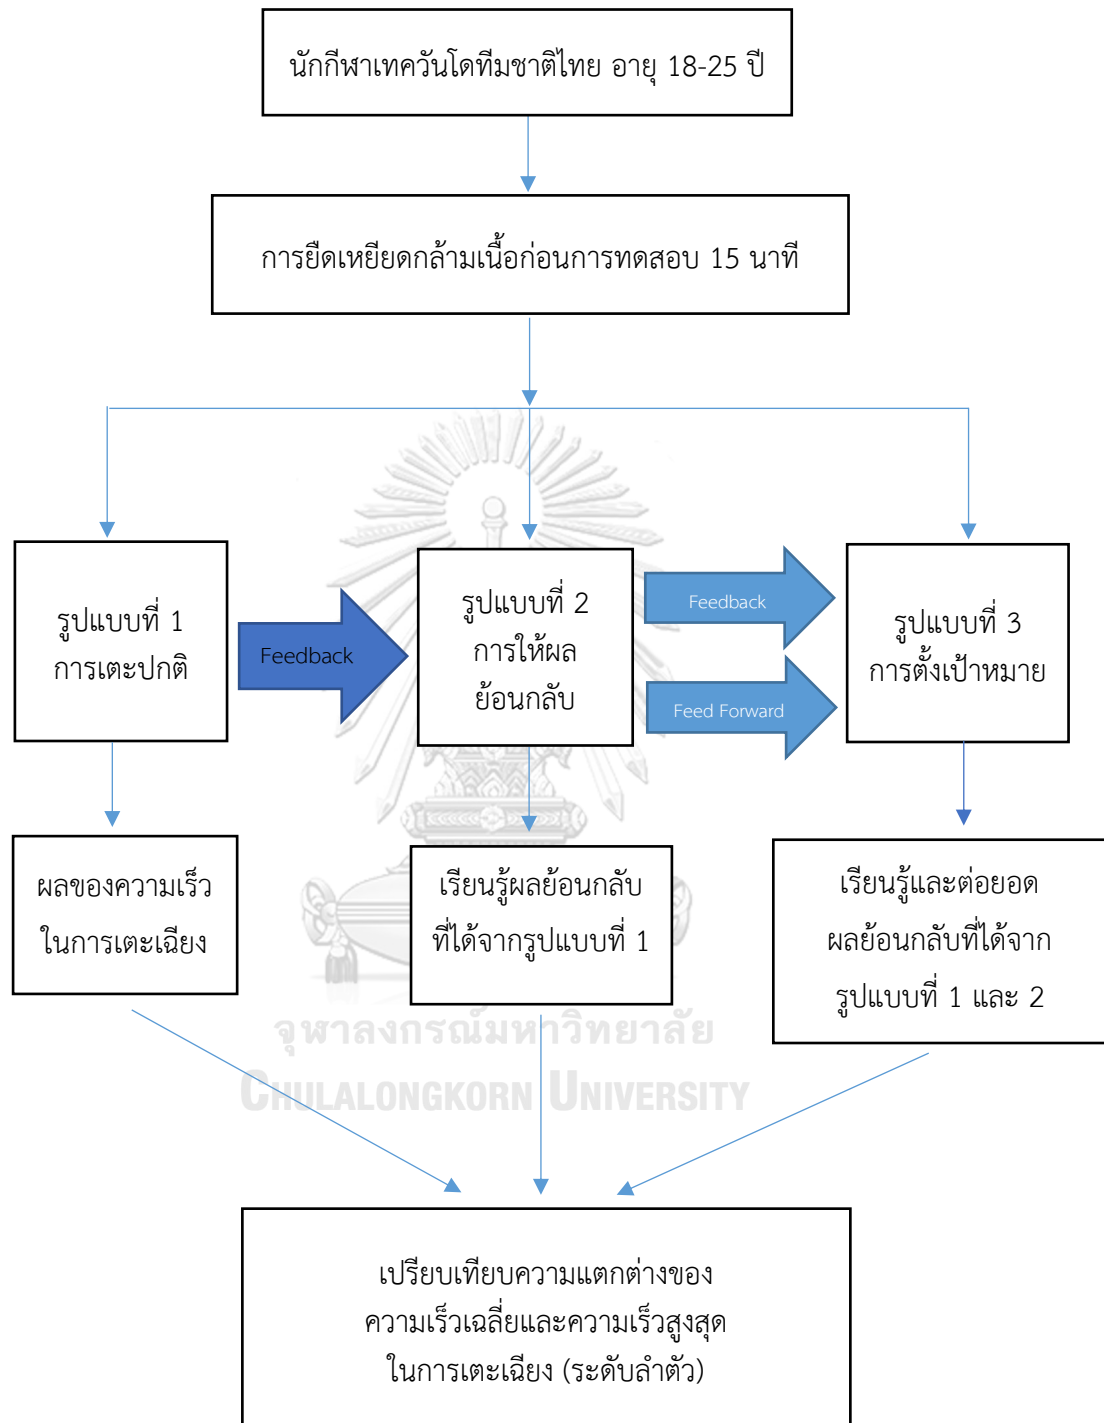 นักกีฬาเทควันโดทีมชาติไทย อายุ 18-25 ปี
การยืดเหยียดกล้ามเนื้อก่อนการทดสอบ 15 นาที
รูปแบบที่ 1
การเตะปกติ
Feedback
รูปแบบที่ 2
การให้ผล
ย้อนกลับ
Feedback
Feed Forward
รูปแบบที่ 3
การตั้งเป้าหมาย
ผลของความเร็ว
ในการเตะเฉียง
เรียนรู้ผลย้อนกลับ
ที่ได้จากรูปแบบที่ 1
เรียนรู้และต่อยอด
ผลย้อนกลับที่ได้จาก
รูปแบบที่ 1 และ 2
จุฬาลงกรณ์มหาวิทยาลัย
CHULALONGKORN UNIVERSITY
เปรียบเทียบความแตกต่างของ
ความเร็วเฉลี่ยและความเร็วสูงสุด
ในการเตะเฉียง (ระดับลำตัว)